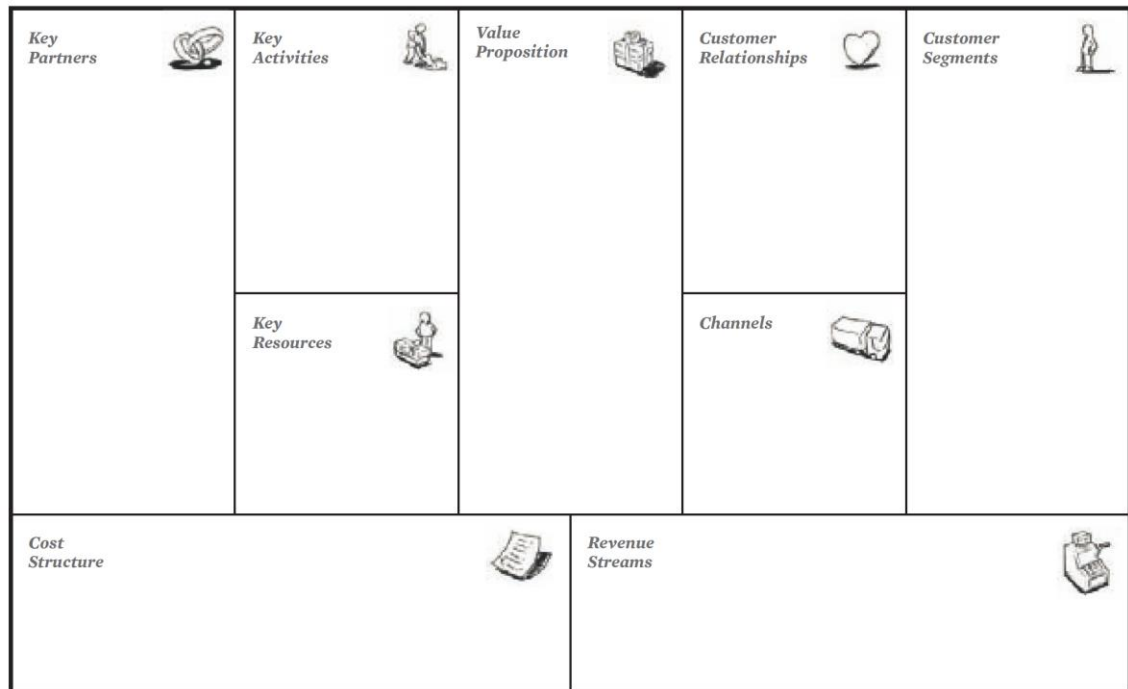 Key
Partners
Key
Activities
Value
Proposition
Customer
Relationships
Customer
Segments
Key
Resources
Channels
Cost
Structure
Revenue
Streams